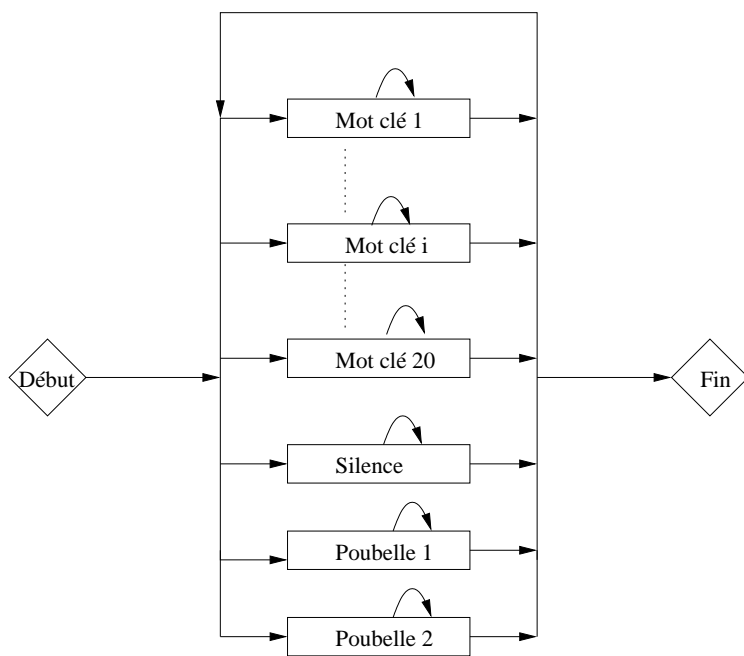 Mot clé 1
Mot clé i
Mot clé 20
Début
Fin
Silence
Poubelle 1
Poubelle 2